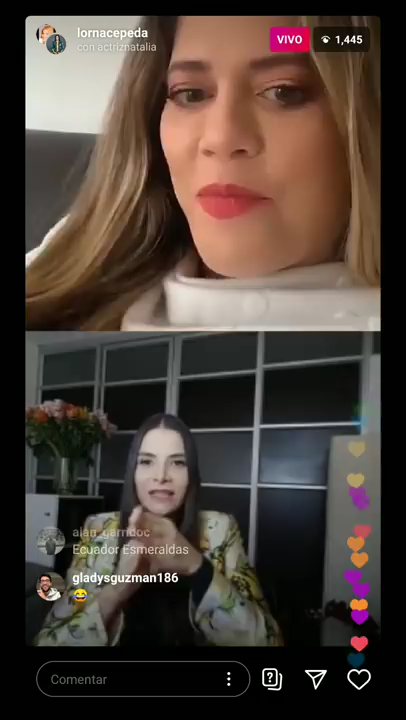 lornacepeda
con actriznatalia
VIVO
1,445
alan_garridoc
Ecuador Esmeraldas
gladysguzman186
😂
Comentar